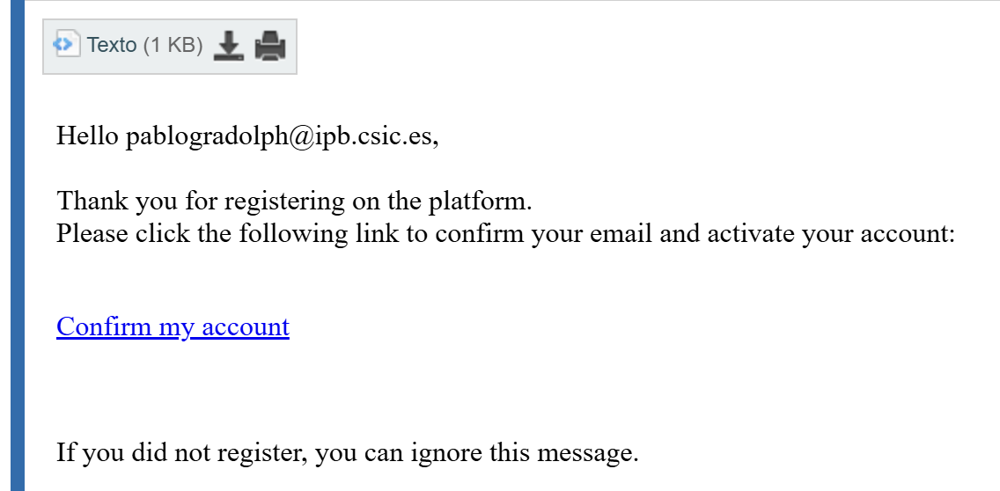 Texto (1 KB)
Hello pablogradolph@ipb.csic.es,
Thank you for registering on the platform.
Please click the following link to confirm your email and activate your account:
Confirm my account
If you did not register, you can ignore this message.